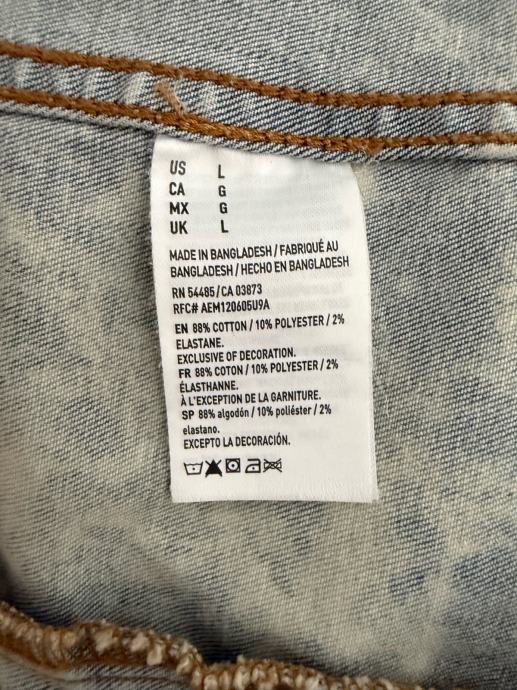 US L
CA G
MX G
UK L
MADE IN BANGLADESH / FABRIQUÉ AU
BANGLADESH / HECHO EN BANGLADESH
RN 54485 / CA 03873
RFC# AEM120605U9A
EN 88% COTTON / 10% POLYESTER / 2%
ELASTANE.
EXCLUSIVE OF DECORATION.
FR 88% COTON / 10% POLYESTER / 2%
ÉLASTHANNE.
À L'EXCEPTION DE LA GARNITURE.
SP 88% algodón / 10% poliéster / 2%
elastano.
EXCEPTO LA DECORACIÓN.